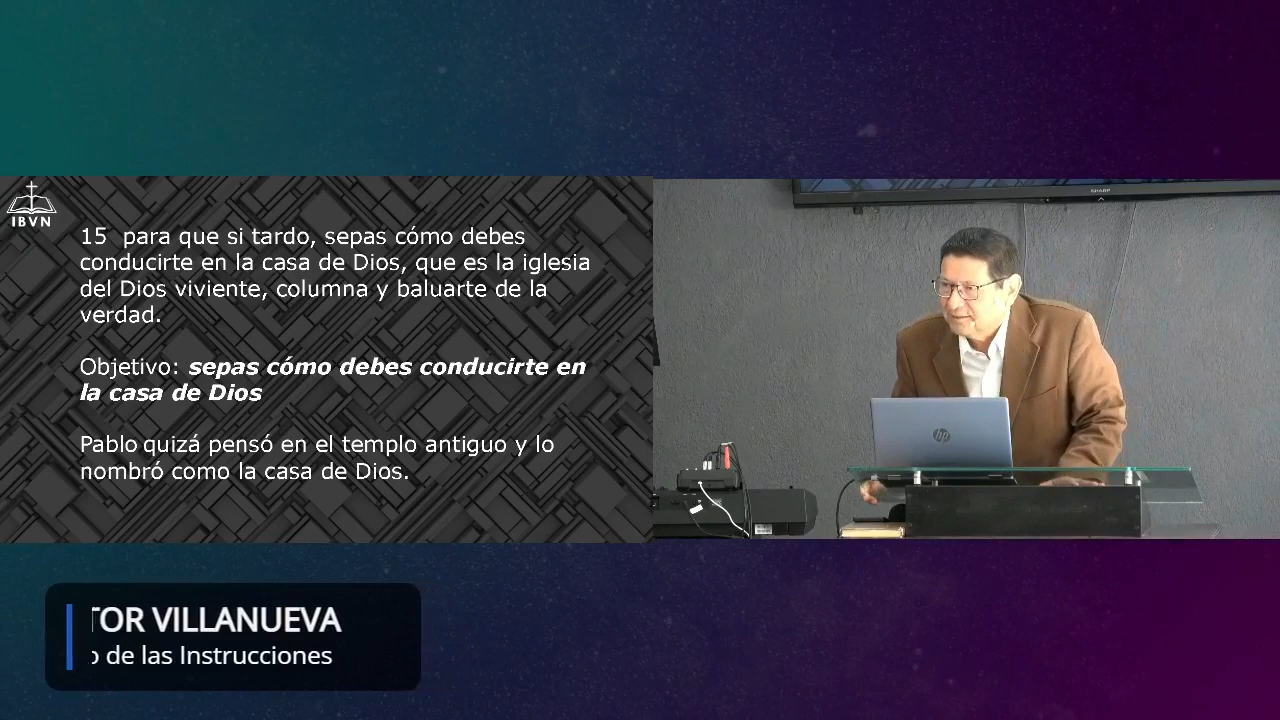 IBVN
15 para que si tardo, sepas cómo debes
conducirte en la casa de Dios, que es la iglesia
del Dios viviente, columna y baluarte de la
verdad.
Objetivo: sepas cómo debes conducirte en
la casa de Dios
Pablo quizá pensó en el templo antiguo y lo
nombró como la casa de Dios.
SHARP
hp
TOR VILLANUEVA
o de las Instrucciones